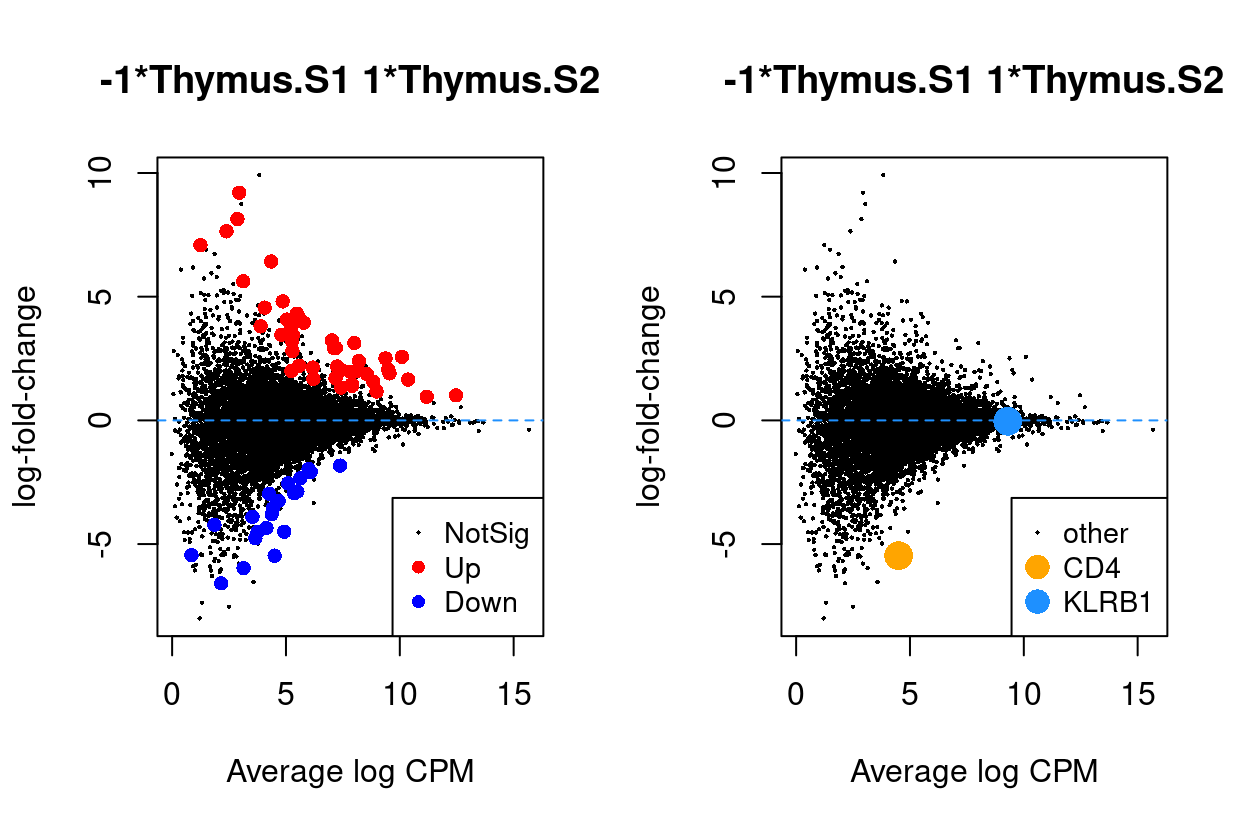 -1*Thymus.S1 1*Thymus.S2
10
5
0
-5
log-fold-change
NotSig
Up
Down
0 5 10 15
Average log CPM
-1*Thymus.S1 1*Thymus.S2
10
5
0
-5
log-fold-change
other
CD4
KLRB1
0 5 10 15
Average log CPM